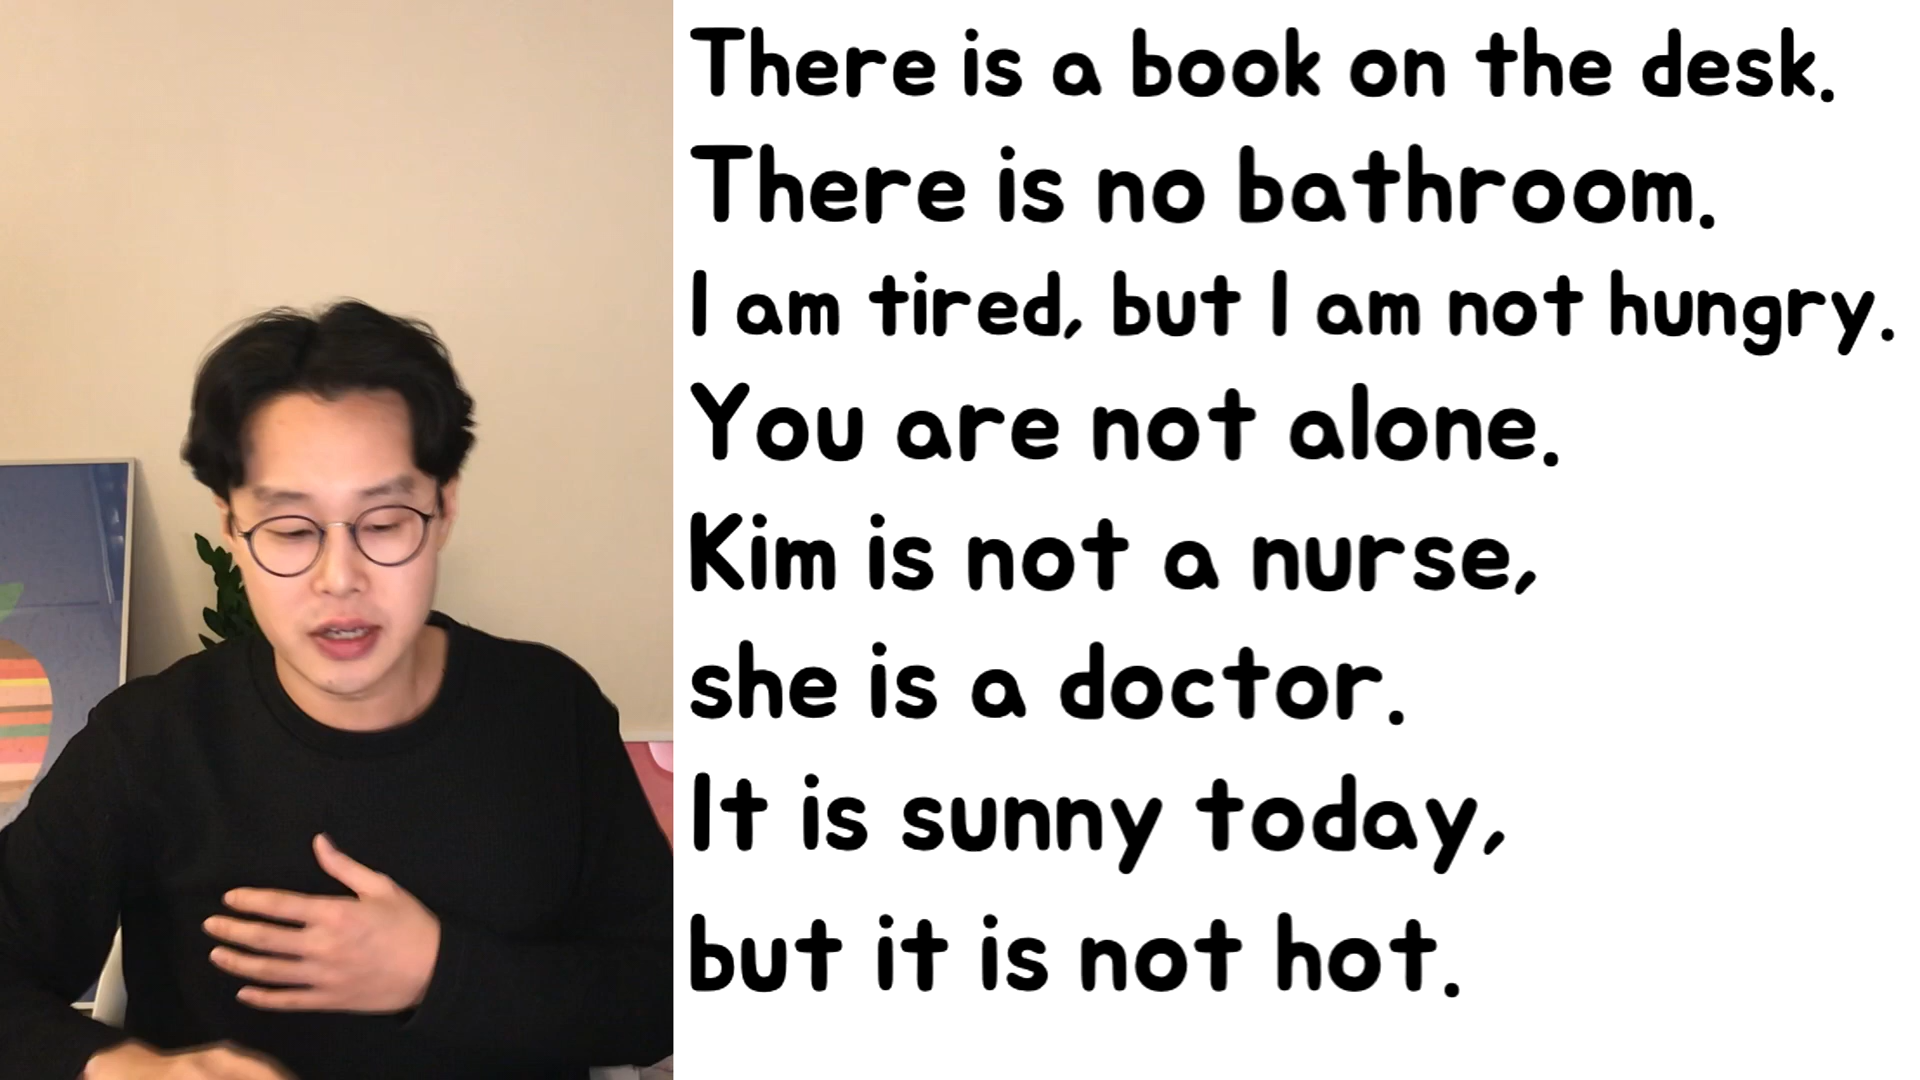 There is a book on the desk.
There is no bathroom.
I am tired, but I am not hungry.
You are not alone.
Kim is not a nurse,
she is a doctor.
It is sunny today,
but it is not hot.